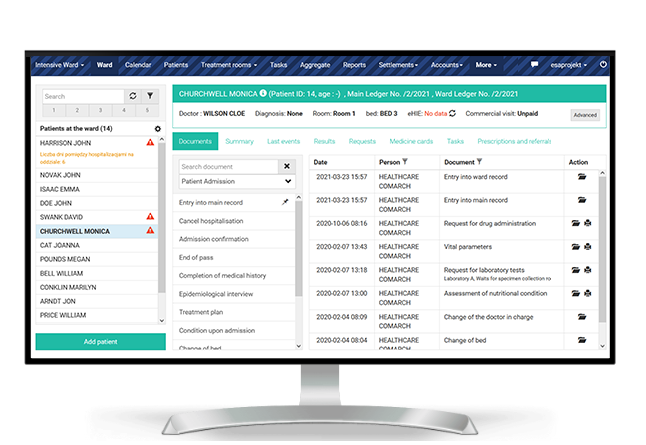 Intensive Ward Ward Calendar Patients Treatment rooms Tasks Aggregate Reports Settlements Accounts More esaprojekt
Search
1 2 3 4 5
Patients at the ward (14)
HARRISON JOHN
Liczba dni pomiędzy hospitalizacjami na
oddziale: 6
NOVAK JOHN
ISAAC EMMA
DOE JOHN
SWANK DAVID
CHURCHWELL MONICA
CAT JOANNA
POUNDS MEGAN
BELL WILLIAM
CONKLIN MARILYN
ARNDT JON
PRICE WILLIAM
Add patient
CHURCHWELL MONICA (Patient ID: 14, age : -) , Main Ledger No. /2/2021 , Ward Ledger No. /2/2021
Doctor : WILSON CLOE Diagnosis: None Room: Room 1 bed: BED 3 eHIE: No data Commercial visit: Unpaid Advanced
Documents Summary Last events Results Requests Medicine cards Tasks Prescriptions and referrals
Search document
Patient Admission
Entry into main record
Cancel hospitalisation
Admission confirmation
End of pass
Completion of medical history
Epidemiological interview
Treatment plan
Condition upon admission
Change of bed
Date Person Document Action
2021-03-23 15:57 HEALTHCARE COMARCH Entry into ward record
2021-03-23 15:57 HEALTHCARE COMARCH Entry into main record
2020-10-06 08:16 HEALTHCARE COMARCH Request for drug administration
2020-02-07 13:43 HEALTHCARE COMARCH Vital parameters
2020-02-07 13:18 HEALTHCARE COMARCH Request for laboratory tests
Laboratory A, Waits for specimen collection ro
2020-02-07 13:00 HEALTHCARE COMARCH Assessment of nutritional condition
2020-02-04 08:09 HEALTHCARE COMARCH Change of the doctor in charge
2020-02-04 08:04 HEALTHCARE COMARCH Change of bed